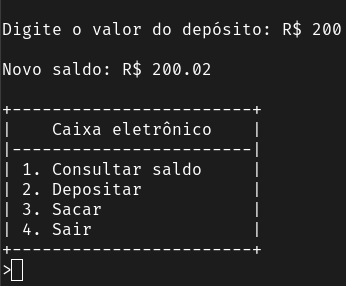 Digite o valor do depósito: R$ 200
Novo saldo: R$ 200.02
+------------------------+
|    Caixa eletrônico    |
|------------------------|
| 1. Consultar saldo     |
| 2. Depositar           |
| 3. Sacar               |
| 4. Sair                |
+------------------------+
>